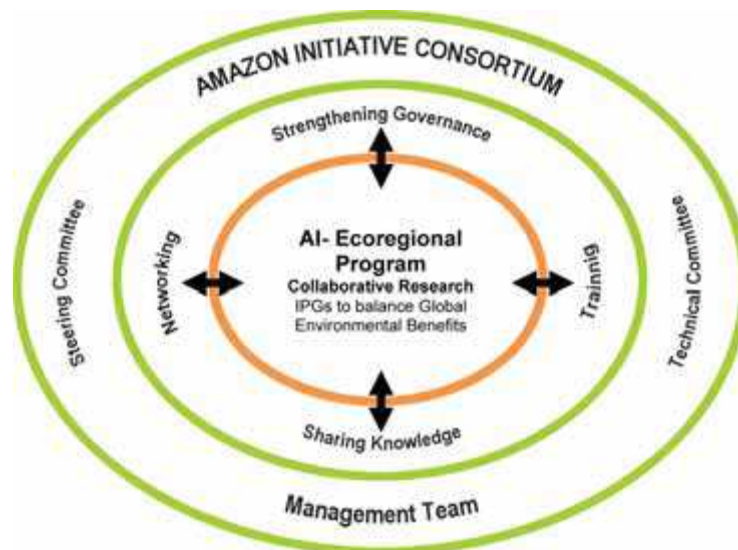 AMAZON INITIATIVE CONSORTIUM
Strengthening Governance
Steering Committee
Networking
AI- Ecoregional
Program
Collaborative Research
IPGs to balance Global
Environmental Benefits
Trainnig
Technical Committee
Sharing Knowledge
Management Team